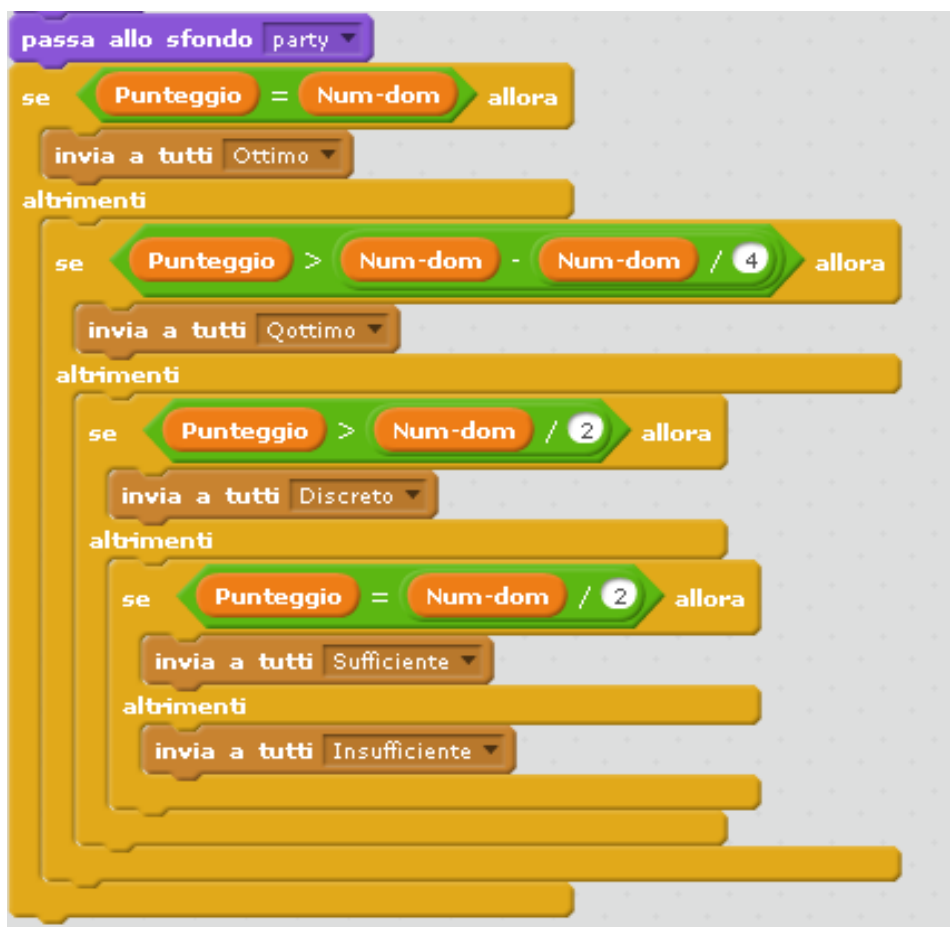 passa allo sfondo party
se Punteggio = Num-dom allora
invia a tutti Ottimo
altrimenti
se Punteggio > Num-dom - Num-dom / 4 allora
invia a tutti Qottimo
altrimenti
se Punteggio > Num-dom / 2 allora
invia a tutti Discreto
altrimenti
se Punteggio = Num-dom / 2 allora
invia a tutti Sufficiente
altrimenti
invia a tutti Insufficiente